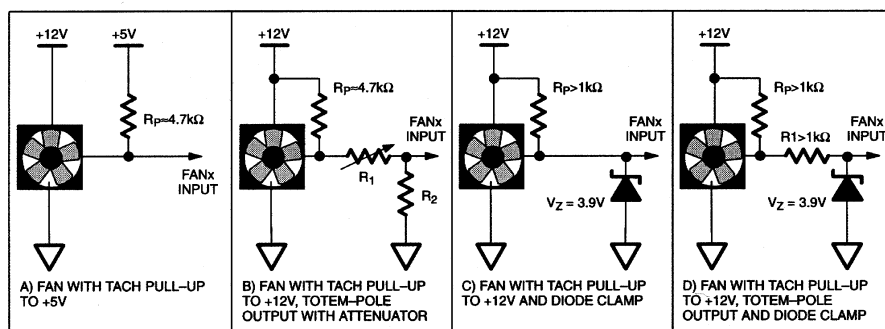 +12V
+5V
Rp≈4.7kΩ
FANx
INPUT
A) FAN WITH TACH PULL–UP
TO +5V
+12V
Rp≈4.7kΩ
FANx
INPUT
R1
R2
B) FAN WITH TACH PULL–UP
TO +12V, TOTEM–POLE
OUTPUT WITH ATTENUATOR
+12V
Rp>1kΩ
FANx
INPUT
VZ = 3.9V
C) FAN WITH TACH PULL–UP
TO +12V AND DIODE CLAMP
+12V
Rp>1kΩ
R1>1kΩ
FANx
INPUT
VZ = 3.9V
D) FAN WITH TACH PULL–UP
TO +12V, TOTEM–POLE
OUTPUT AND DIODE CLAMP